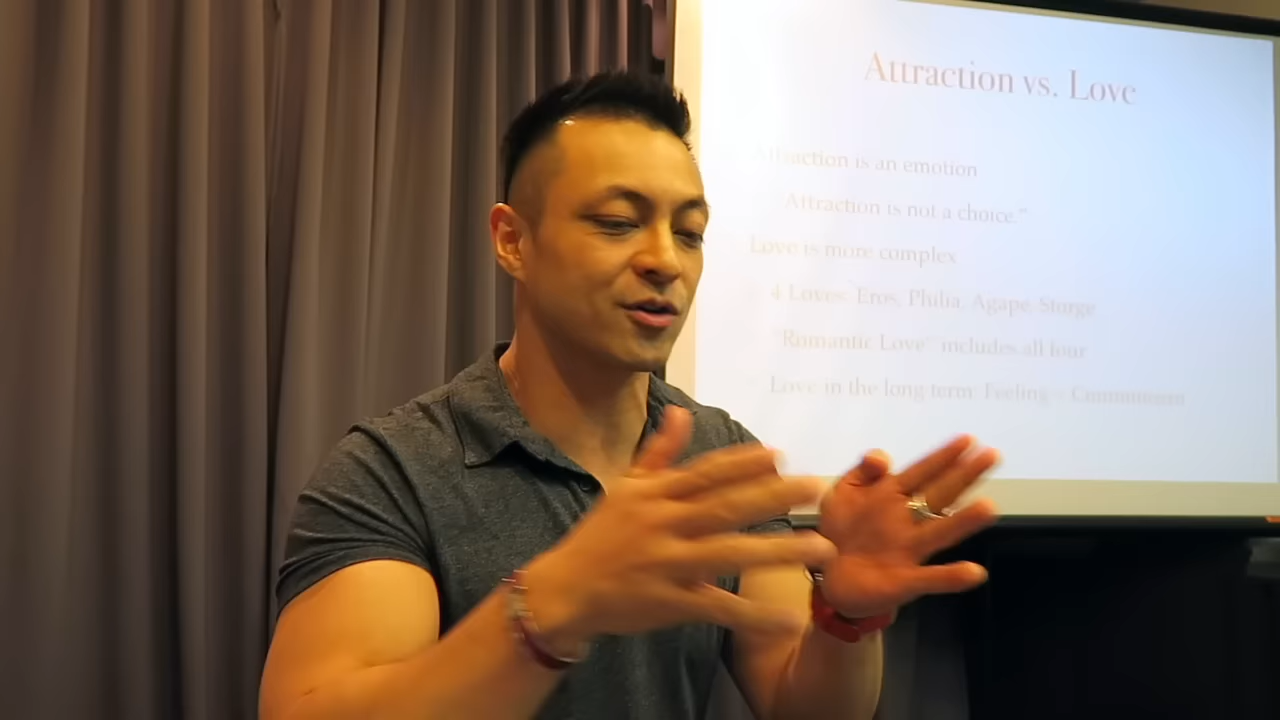 Attraction vs. Love
Attraction is an emotion
Attraction is not a choice."
Love is more complex
4 Loves: Eros, Philia, Agape, Storge
"Romantic Love" includes all four
Love in the long term: Feeling Commitment